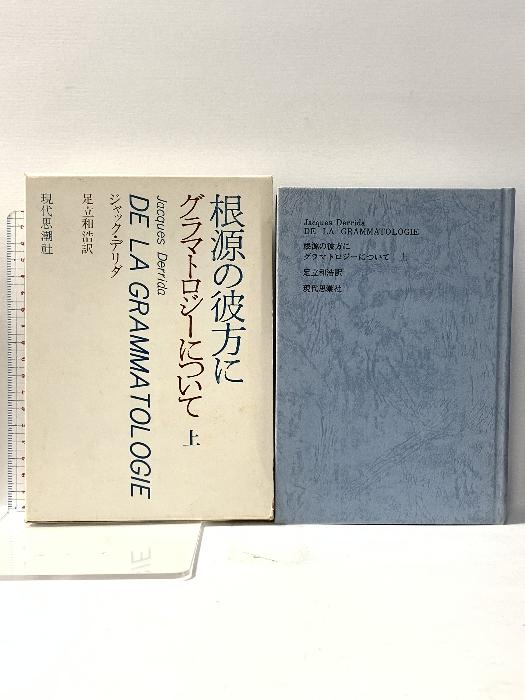 根源の彼方に
グラマトロジーについて 上
Jacques Derrida
DE LA GRAMMATOLOGIE
ジャック・デリダ
足立和浩訳
現代思潮社
Jacques Derrida
DE LA GRAMMATOLOGIE
根源の彼方に
グラマトロジーについて 上
足立和浩訳
現代思潮社